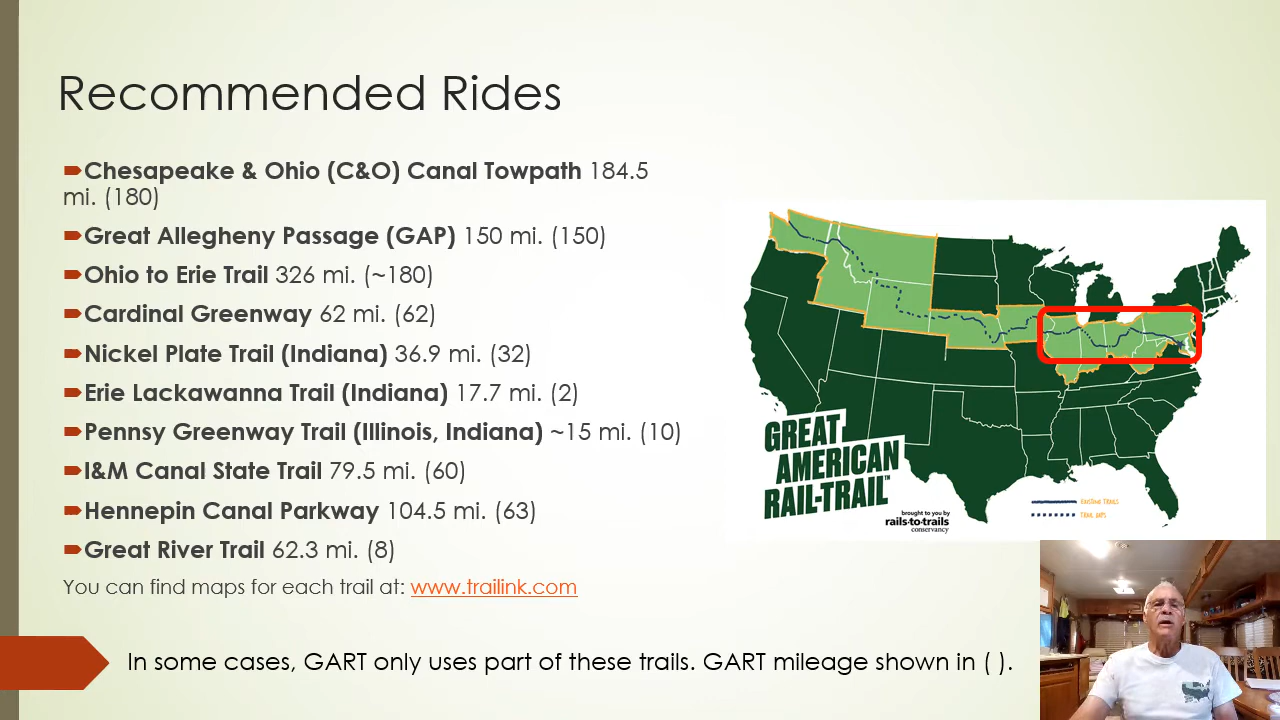 Recommended Rides
Chesapeake & Ohio (C&O) Canal Towpath 184.5
mi. (180)
Great Allegheny Passage (GAP) 150 mi. (150)
Ohio to Erie Trail 326 mi. (~180)
Cardinal Greenway 62 mi. (62)
Nickel Plate Trail (Indiana) 36.9 mi. (32)
Erie Lackawanna Trail (Indiana) 17.7 mi. (2)
Pennsy Greenway Trail (Illinois, Indiana) ~15 mi. (10)
I&M Canal State Trail 79.5 mi. (60)
Hennepin Canal Parkway 104.5 mi. (63)
Great River Trail 62.3 mi. (8)
You can find maps for each trail at: www.trailink.com
In some cases, GART only uses part of these trails. GART mileage shown in ( ).
GREAT
AMERICAN
RAIL-TRAIL™
brought to you by
rails-to-trails
conservancy
EXISTING TRAILS
TRAIL GAPS